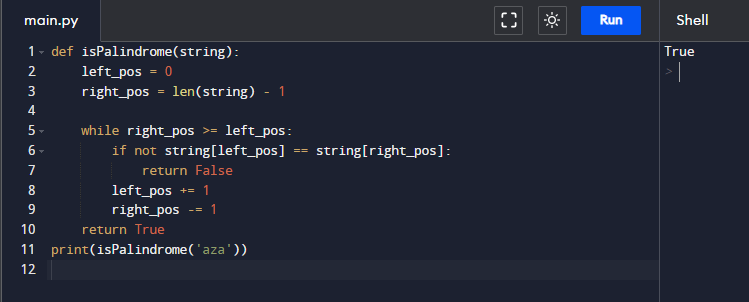 main.py Run Shell
1 def isPalindrome(string):
2     left_pos = 0
3     right_pos = len(string) - 1
4
5     while right_pos >= left_pos:
6         if not string[left_pos] == string[right_pos]:
7             return False
8         left_pos += 1
9         right_pos -= 1
10     return True
11 print(isPalindrome('aza'))
12
True
>